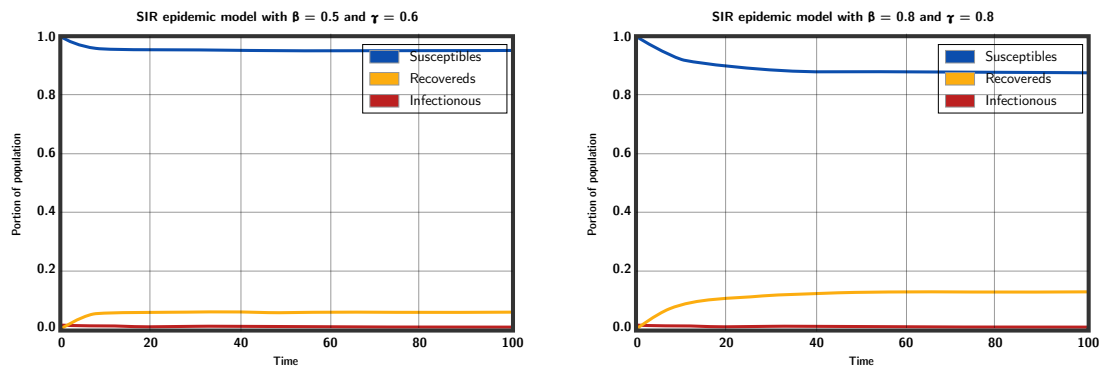 SIR epidemic model with β = 0.5 and γ = 0.6
1.0
0.8
0.6
0.4
0.2
0.0
Portion of population
Susceptibles
Recovereds
Infectionous
0 20 40 60 80 100
Time
SIR epidemic model with β = 0.8 and γ = 0.8
1.0
0.8
0.6
0.4
0.2
0.0
Portion of population
Susceptibles
Recovereds
Infectionous
0 20 40 60 80 100
Time